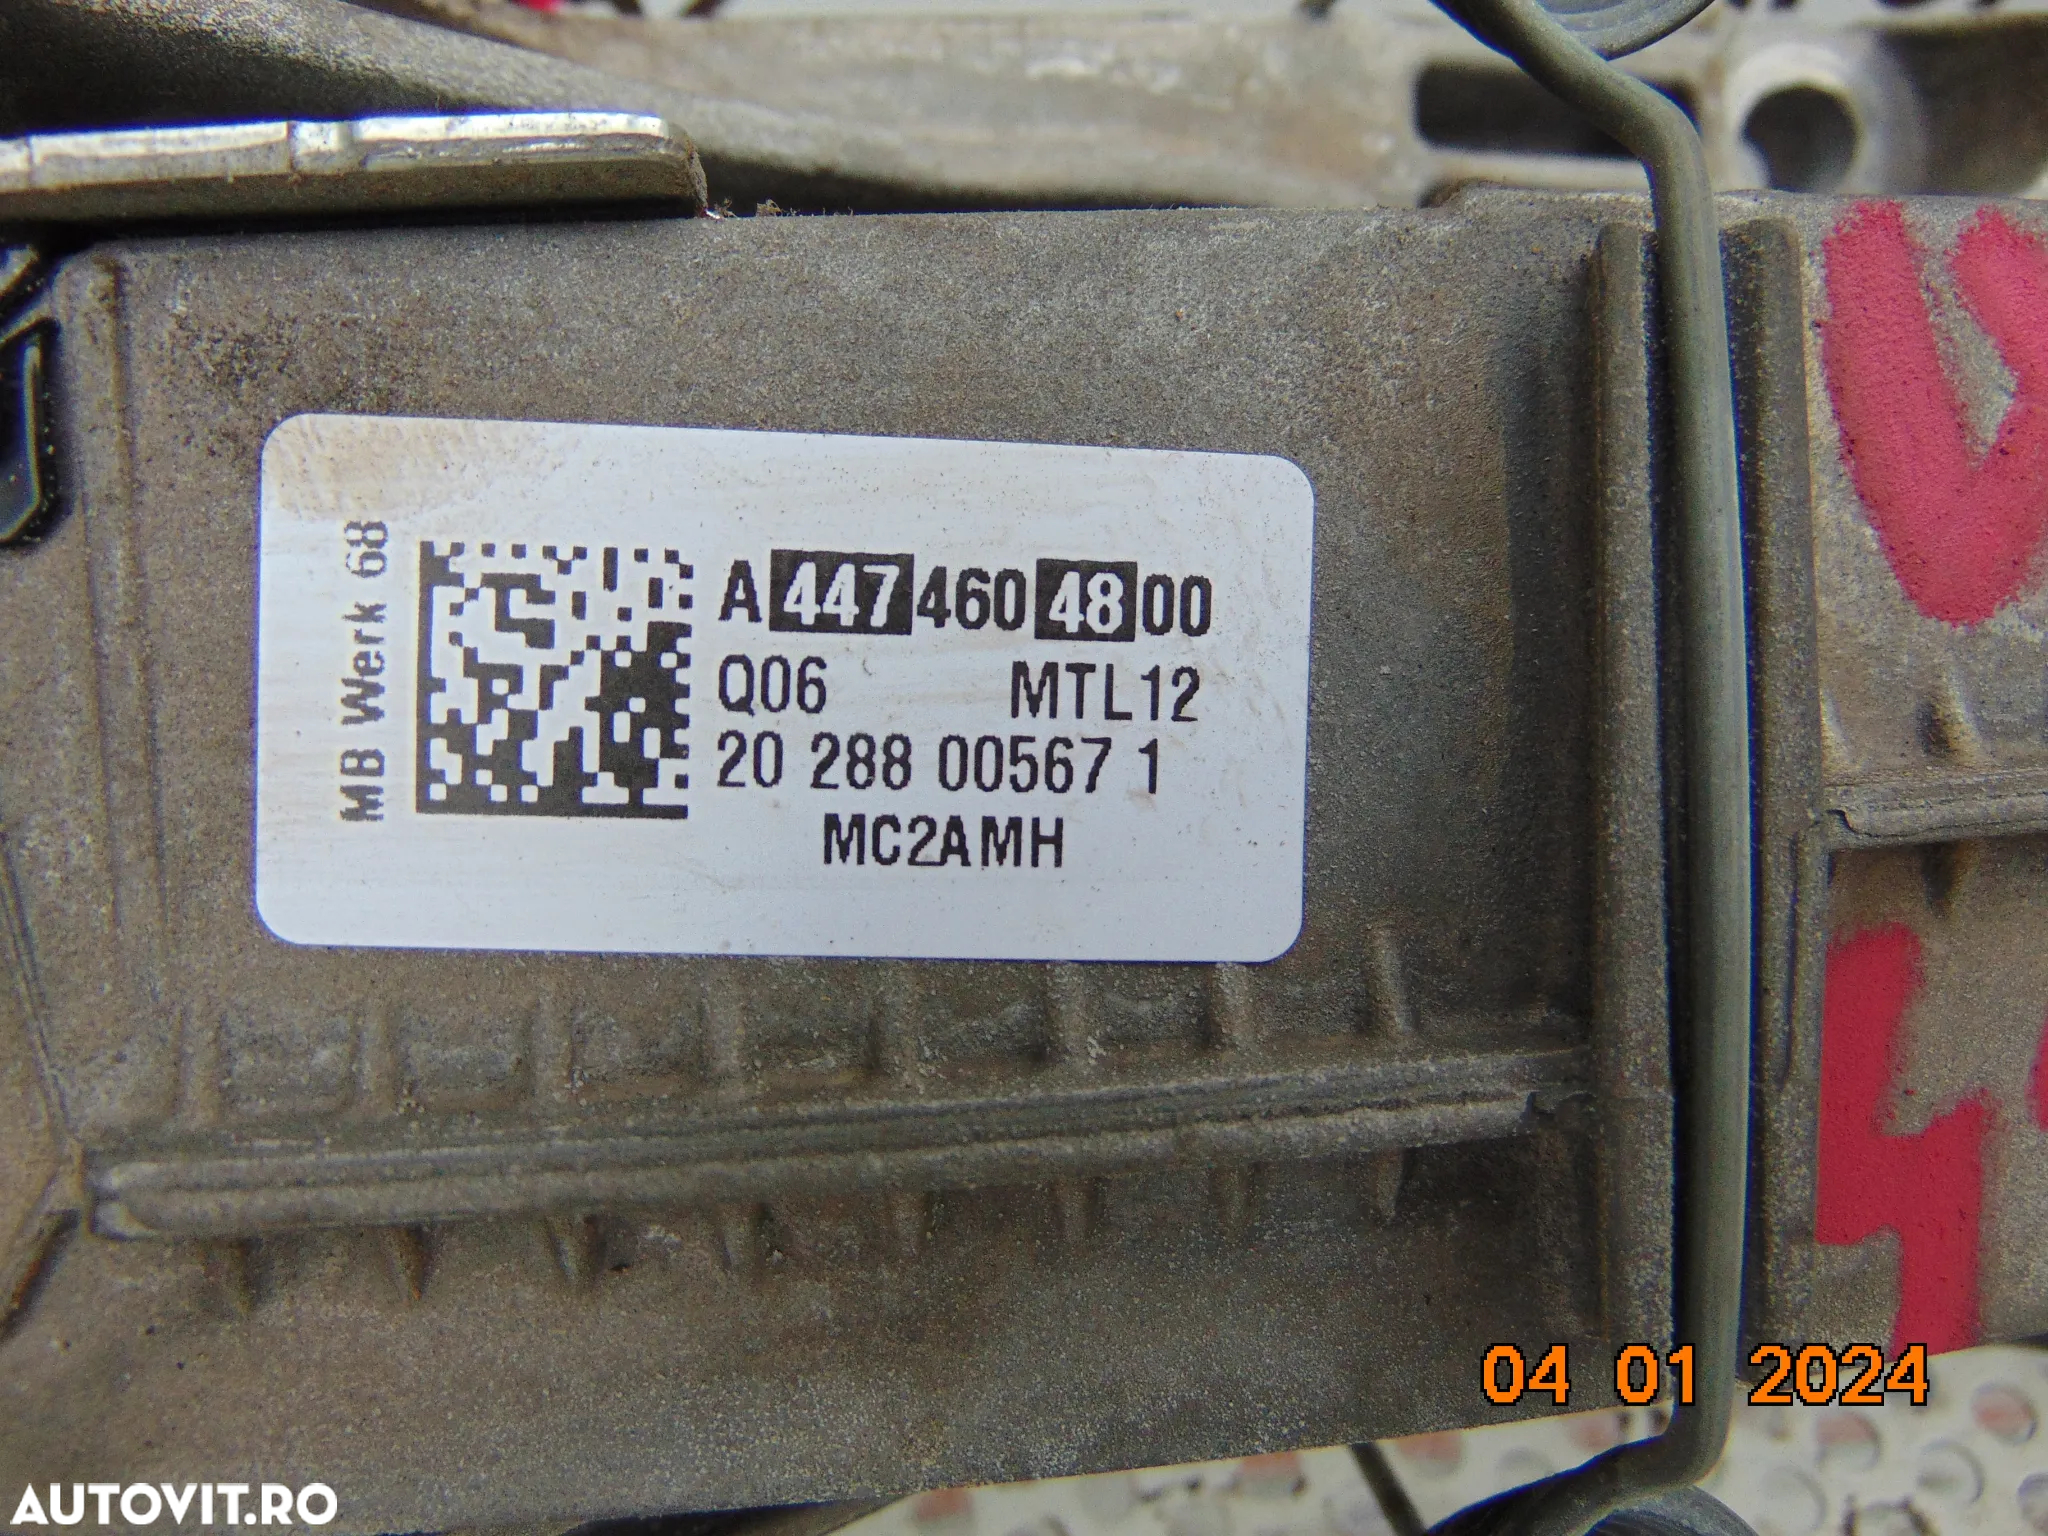 MB Werk 68
A 447 460 48 00
Q06 MTL12
20 288 00567 1
MC2AMH
04 01 2024
AUTOVIT.RO